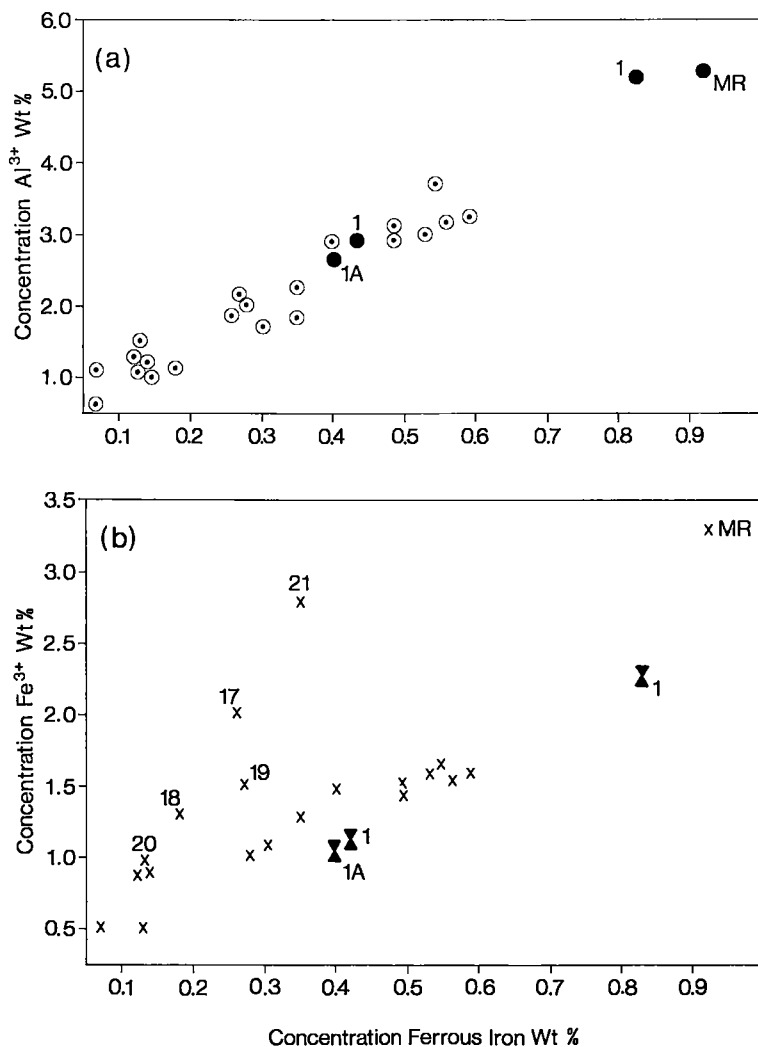 (a)
Concentration Al³⁺ Wt %
6.0
5.0
4.0
3.0
2.0
1.0
1
MR
1
1A
0.1 0.2 0.3 0.4 0.5 0.6 0.7 0.8 0.9
(b)
Concentration Fe³⁺ Wt %
3.5
3.0
2.5
2.0
1.5
1.0
0.5
x MR
21
17
1
19
18
20
1
1A
0.1 0.2 0.3 0.4 0.5 0.6 0.7 0.8 0.9
Concentration Ferrous Iron Wt %